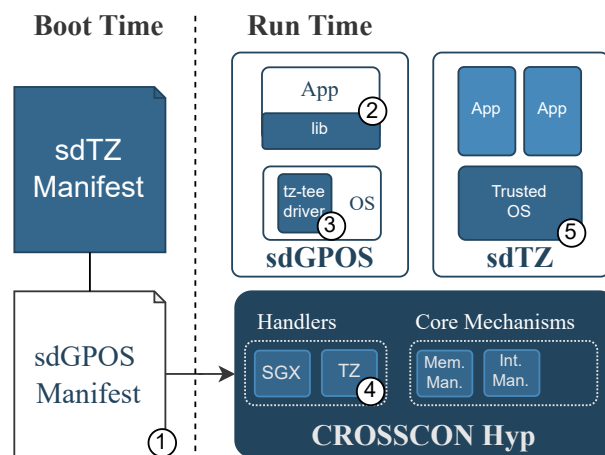 Boot Time
Run Time
sdTZ
Manifest
sdGPOS
Manifest
1
App
lib
2
tz-tee
driver
OS
3
sdGPOS
App
App
Trusted
OS
5
sdTZ
Handlers
SGX
TZ
4
Core Mechanisms
Mem.
Man.
Int.
Man.
CROSSCON Hyp